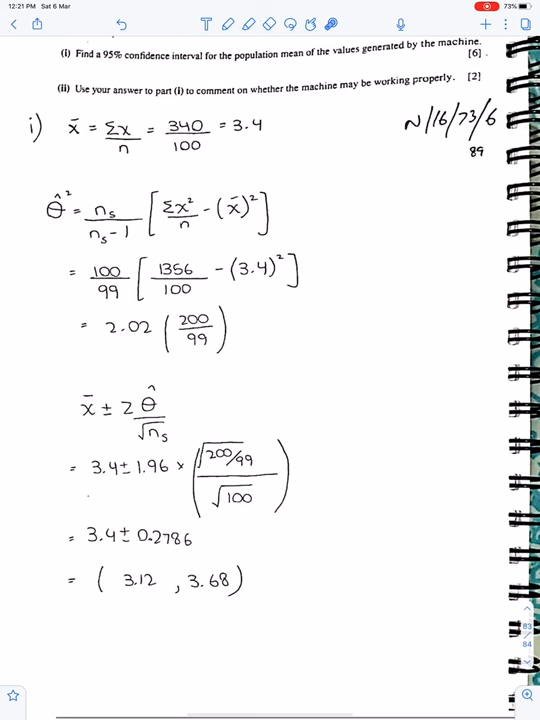 12:21 PM Sat 6 Mar
73%
(i) Find a 95% confidence interval for the population mean of the values generated by the machine. [6] .
(ii) Use your answer to part (i) to comment on whether the machine may be working properly. [2]
N/16/73/6
89
i) x̄ = Σx/n = 340/100 = 3.4
θ̂² = nₛ/(nₛ-1) [Σx²/n - (x̄)²]
= 100/99 [1356/100 - (3.4)²]
= 2.02 (200/99)
x̄ ± Z θ̂/√nₛ
= 3.4 ± 1.96 × (√200/99 / √100)
= 3.4 ± 0.2786
= ( 3.12 , 3.68)
83
/
84